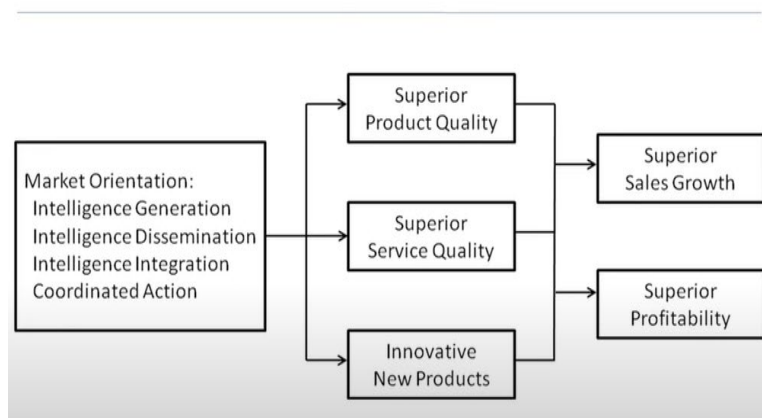 Market Orientation:
Intelligence Generation
Intelligence Dissemination
Intelligence Integration
Coordinated Action
Superior
Product Quality
Superior
Service Quality
Innovative
New Products
Superior
Sales Growth
Superior
Profitability